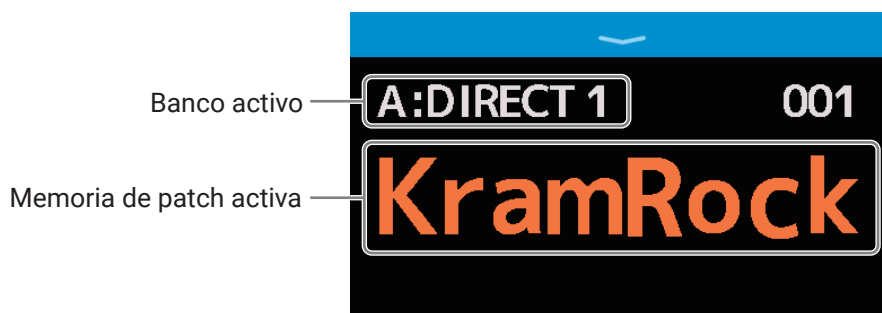 Banco activo
A:DIRECT 1 001
Memoria de patch activa
KramRock